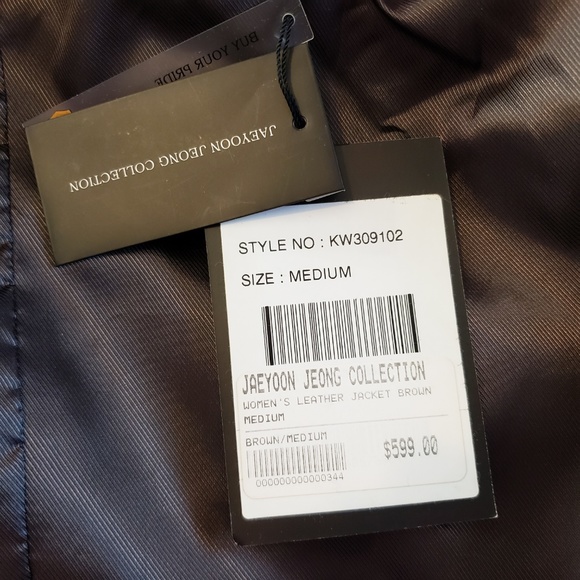 BUY YOUR PRIDE
JAEYOON JEONG COLLECTION
STYLE NO : KW309102
SIZE : MEDIUM
JAEYOON JEONG COLLECTION
WOMEN'S LEATHER JACKET BROWN
MEDIUM
BROWN/MEDIUM
$599.00
000000000000344